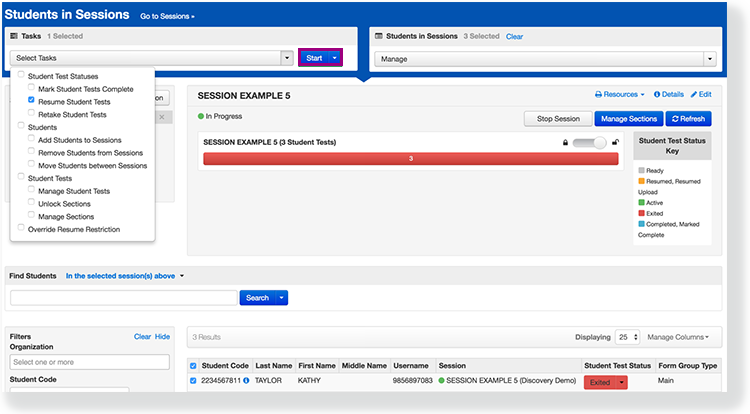 Students in Sessions Go to Sessions »
Tasks 1 Selected
Students in Sessions 3 Selected Clear
Select Tasks
Start
Manage
Student Test Statuses
Mark Student Tests Complete
Resume Student Tests
Retake Student Tests
Students
Add Students to Sessions
Remove Students from Sessions
Move Students between Sessions
Student Tests
Manage Student Tests
Unlock Sections
Manage Sections
Override Resume Restriction
SESSION EXAMPLE 5
Resources Details Edit
In Progress
Stop Session Manage Sections Refresh
SESSION EXAMPLE 5 (3 Student Tests)
3
Student Test Status
Key
Ready
Resumed, Resumed
Upload
Active
Exited
Completed, Marked
Complete
Find Students In the selected session(s) above
Search
Filters Clear Hide
Organization
Select one or more
Student Code
3 Results Displaying 25 Manage Columns
Student Code Last Name First Name Middle Name Username Session Student Test Status Form Group Type
2234567811 TAYLOR KATHY 9856897083 SESSION EXAMPLE 5 (Discovery Demo) Exited Main